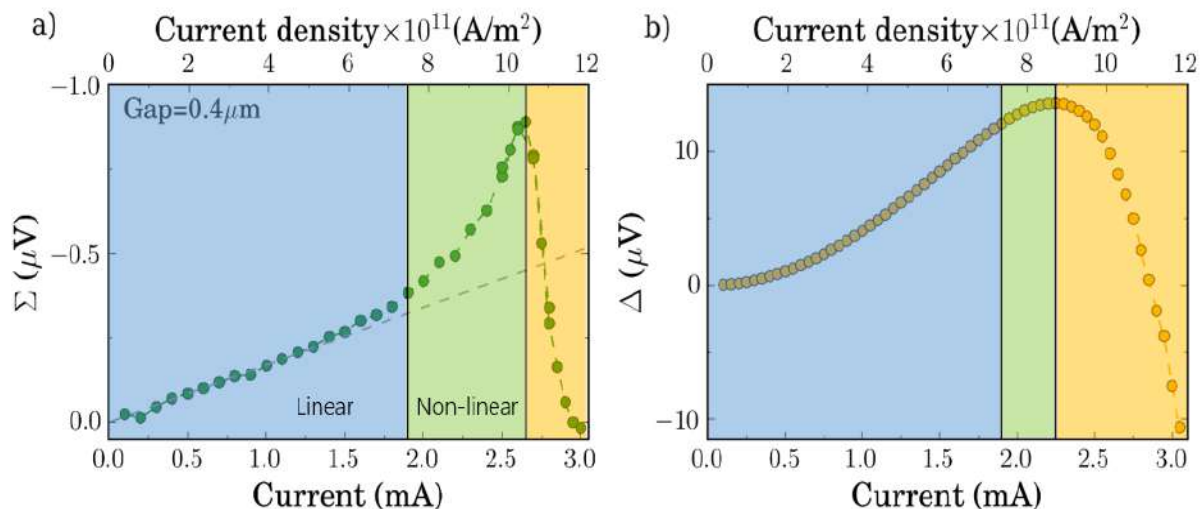 a)
Current density×10¹¹(A/m²)
0 2 4 6 8 10 12
Gap=0.4μm
−1.0
−0.5
0.0
Σ (μV)
Linear
Non-linear
0.0 0.5 1.0 1.5 2.0 2.5 3.0
Current (mA)
b)
Current density×10¹¹(A/m²)
0 2 4 6 8 10 12
10
0
−10
Δ (μV)
0.0 0.5 1.0 1.5 2.0 2.5 3.0
Current (mA)